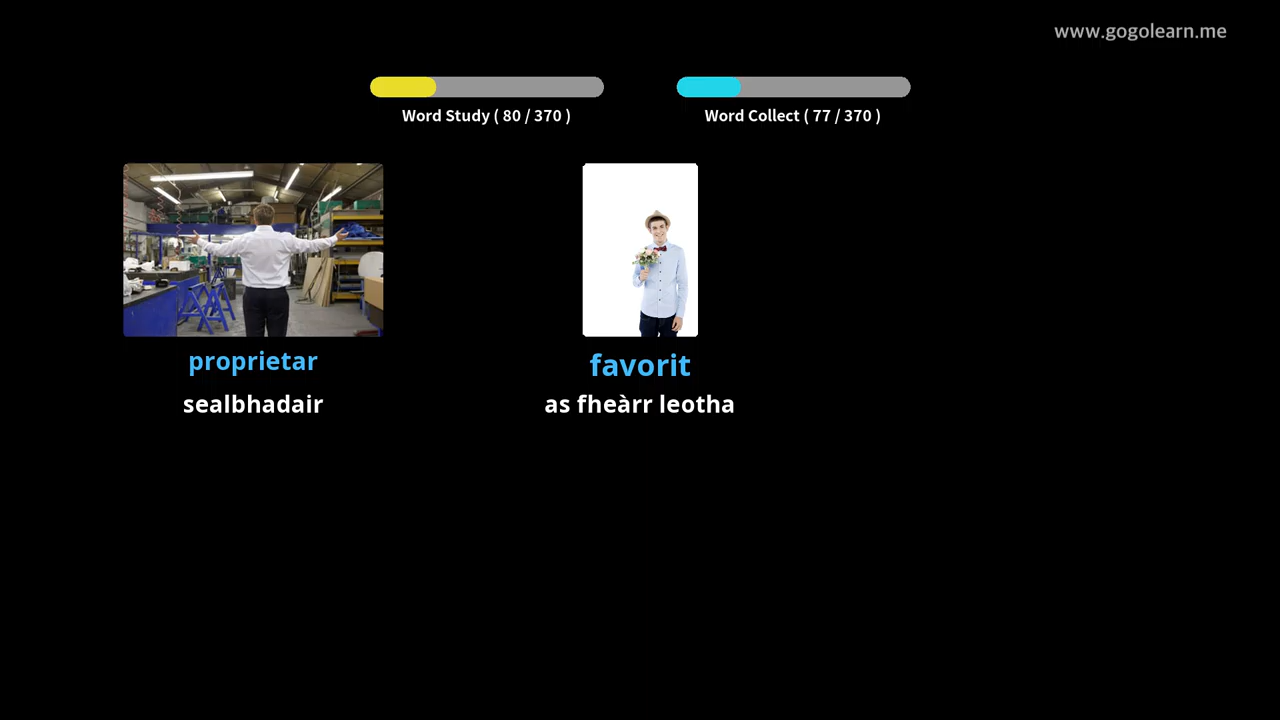 www.gogolearn.me
Word Study ( 80 / 370 )
Word Collect ( 77 / 370 )
proprietar
sealbhadair
favorit
as fheàrr leotha